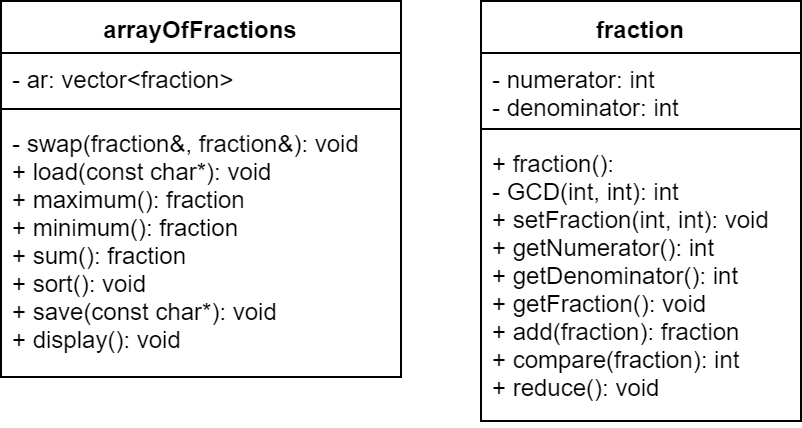 arrayOfFractions
- ar: vector<fraction>
- swap(fraction&, fraction&): void
+ load(const char*): void
+ maximum(): fraction
+ minimum(): fraction
+ sum(): fraction
+ sort(): void
+ save(const char*): void
+ display(): void
fraction
- numerator: int
- denominator: int
+ fraction():
- GCD(int, int): int
+ setFraction(int, int): void
+ getNumerator(): int
+ getDenominator(): int
+ getFraction(): void
+ add(fraction): fraction
+ compare(fraction): int
+ reduce(): void